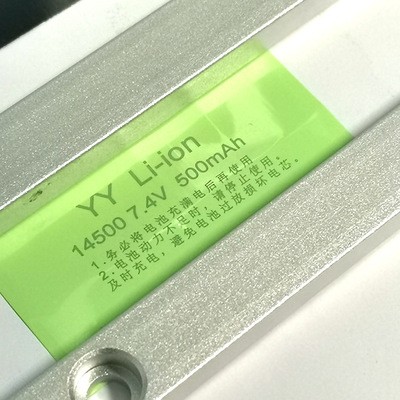 YY Li-ion
14500 7.4V 500mAh
1.务必将电池充满电后再使用
2.电池动力不足时,请停止使用。
及时充电,避免电池过放损坏电芯。